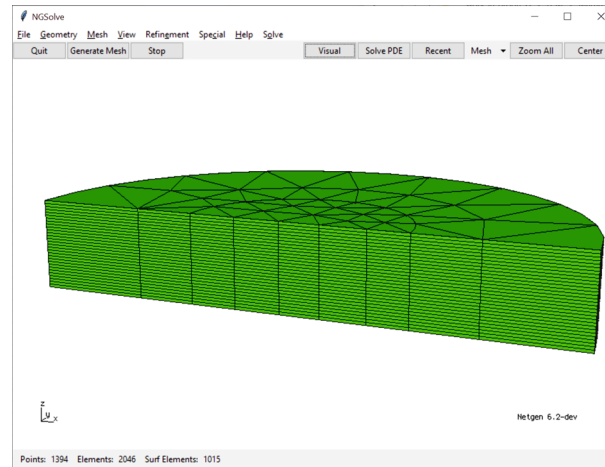 NGSolve
File Geometry Mesh View Refinement Special Help Solve
Quit Generate Mesh Stop Visual Solve PDE Recent Mesh Zoom All Center
z
y x
Netgen 6.2-dev
Points: 1394 Elements: 2046 Surf Elements: 1015